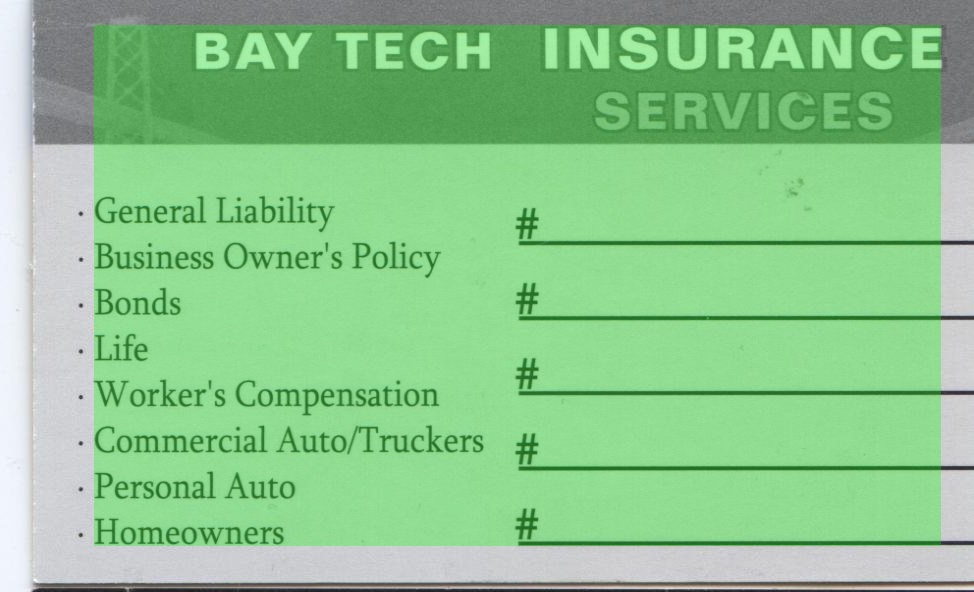 BAY TECH INSURANCE
SERVICES
· General Liability
· Business Owner's Policy
· Bonds
· Life
· Worker's Compensation
· Commercial Auto/Truckers
· Personal Auto
· Homeowners
#
#
#
#
#